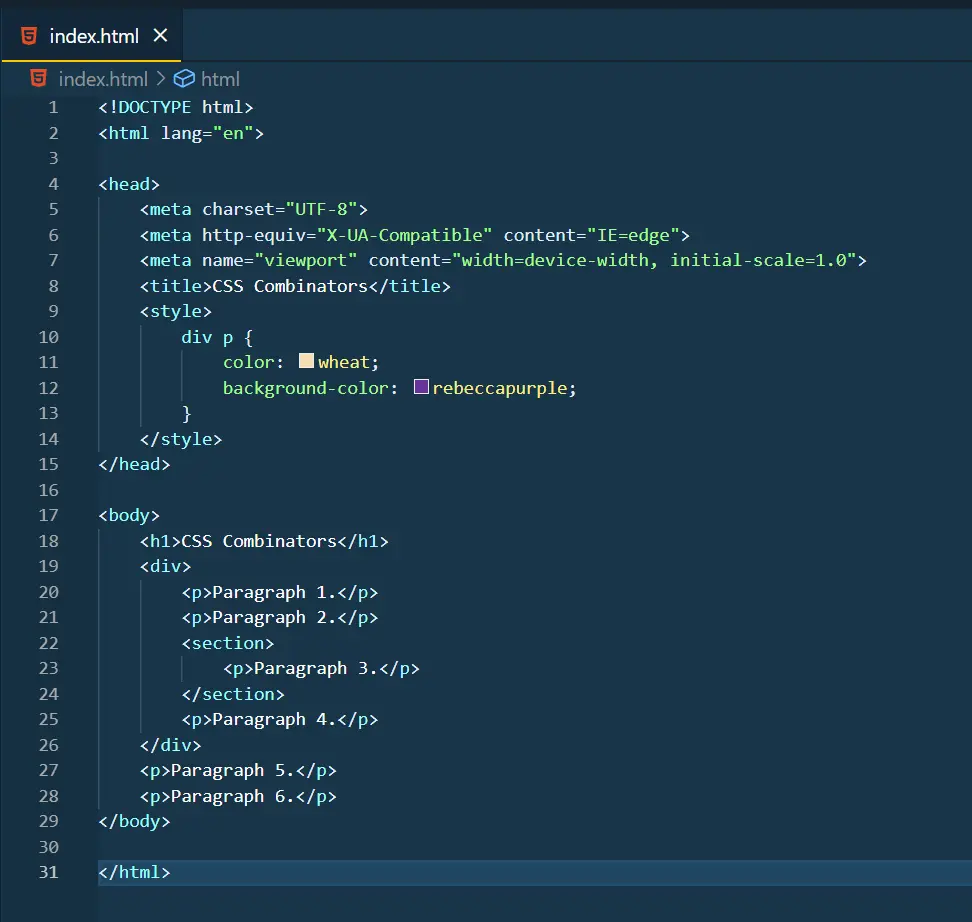 index.html
index.html > html
1 <!DOCTYPE html>
2 <html lang="en">
3
4 <head>
5     <meta charset="UTF-8">
6     <meta http-equiv="X-UA-Compatible" content="IE=edge">
7     <meta name="viewport" content="width=device-width, initial-scale=1.0">
8     <title>CSS Combinators</title>
9     <style>
10         div p {
11             color: wheat;
12             background-color: rebeccapurple;
13         }
14     </style>
15 </head>
16
17 <body>
18     <h1>CSS Combinators</h1>
19     <div>
20         <p>Paragraph 1.</p>
21         <p>Paragraph 2.</p>
22         <section>
23             <p>Paragraph 3.</p>
24         </section>
25         <p>Paragraph 4.</p>
26     </div>
27     <p>Paragraph 5.</p>
28     <p>Paragraph 6.</p>
29 </body>
30
31 </html>